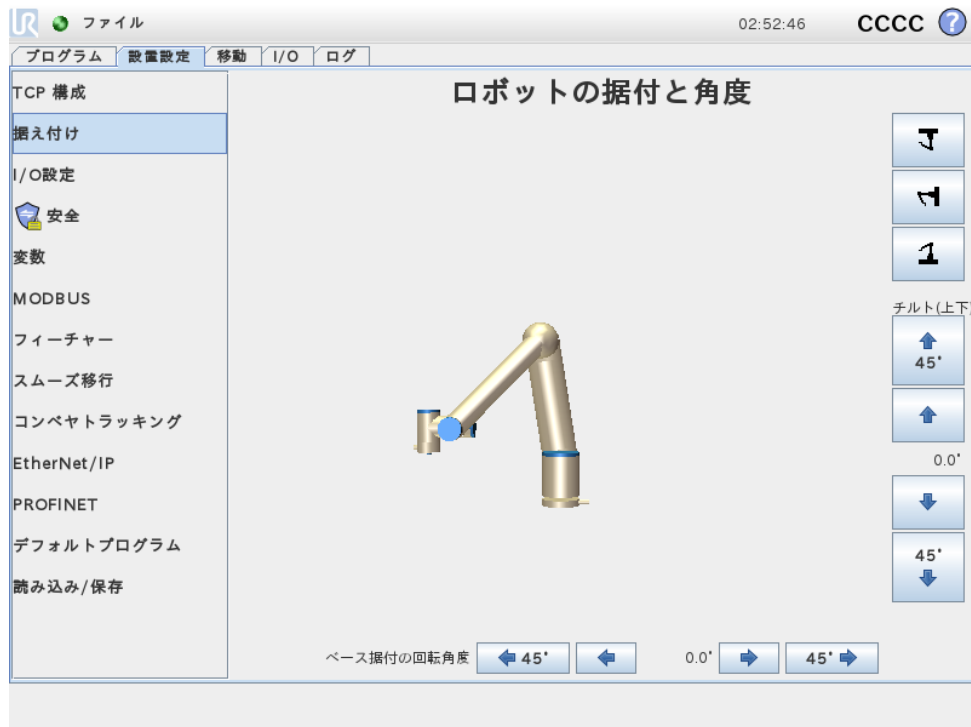 UR ファイル 02:52:46 CCCC ?
プログラム 設置設定 移動 I/O ログ
TCP 構成
ロボットの据付と角度
据え付け
I/O設定
安全
変数
MODBUS
チルト(上下)
フィーチャー
45°
スムーズ移行
コンベヤトラッキング
EtherNet/IP
0.0°
PROFINET
デフォルトプログラム
45°
読み込み/保存
ベース据付の回転角度 45° 0.0° 45°